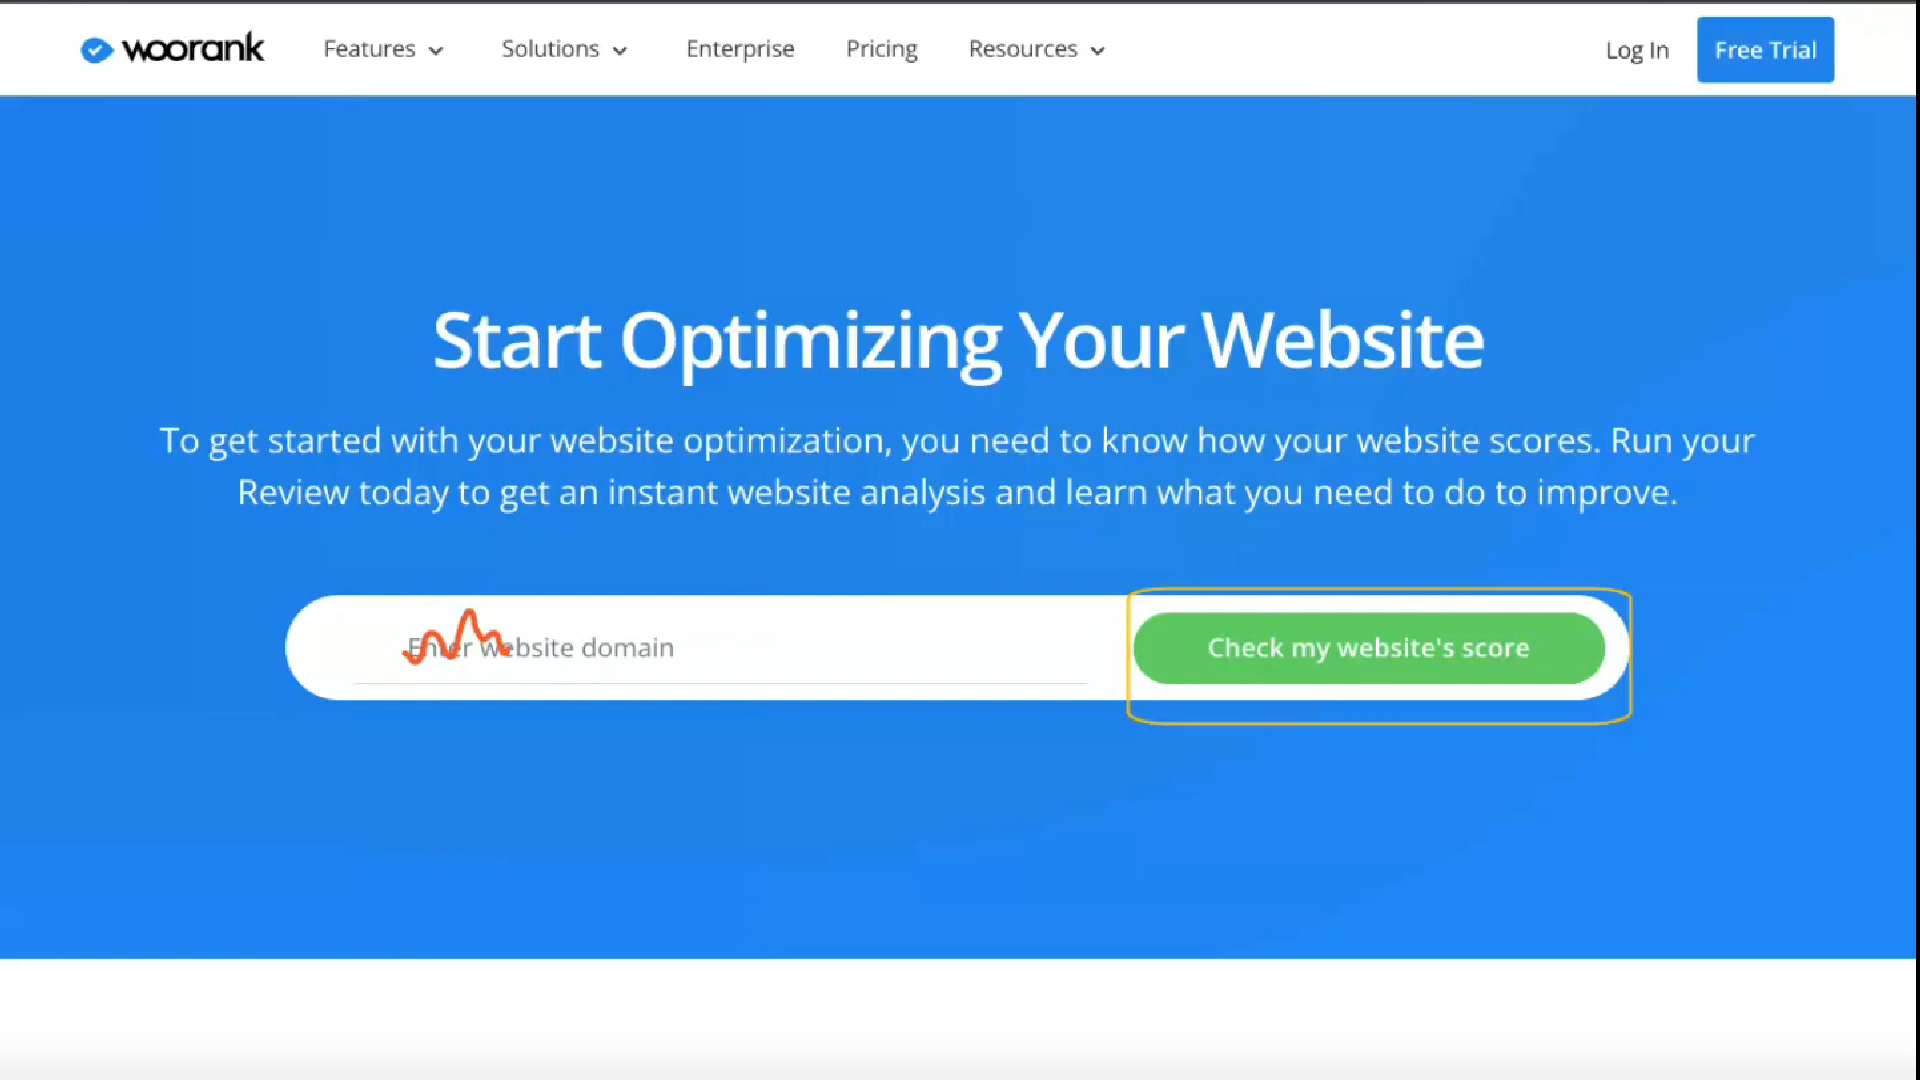 woorank
Features
Solutions
Enterprise
Pricing
Resources
Log In
Free Trial
Start Optimizing Your Website
To get started with your website optimization, you need to know how your website scores. Run your
Review today to get an instant website analysis and learn what you need to do to improve.
Enter website domain
Check my website's score